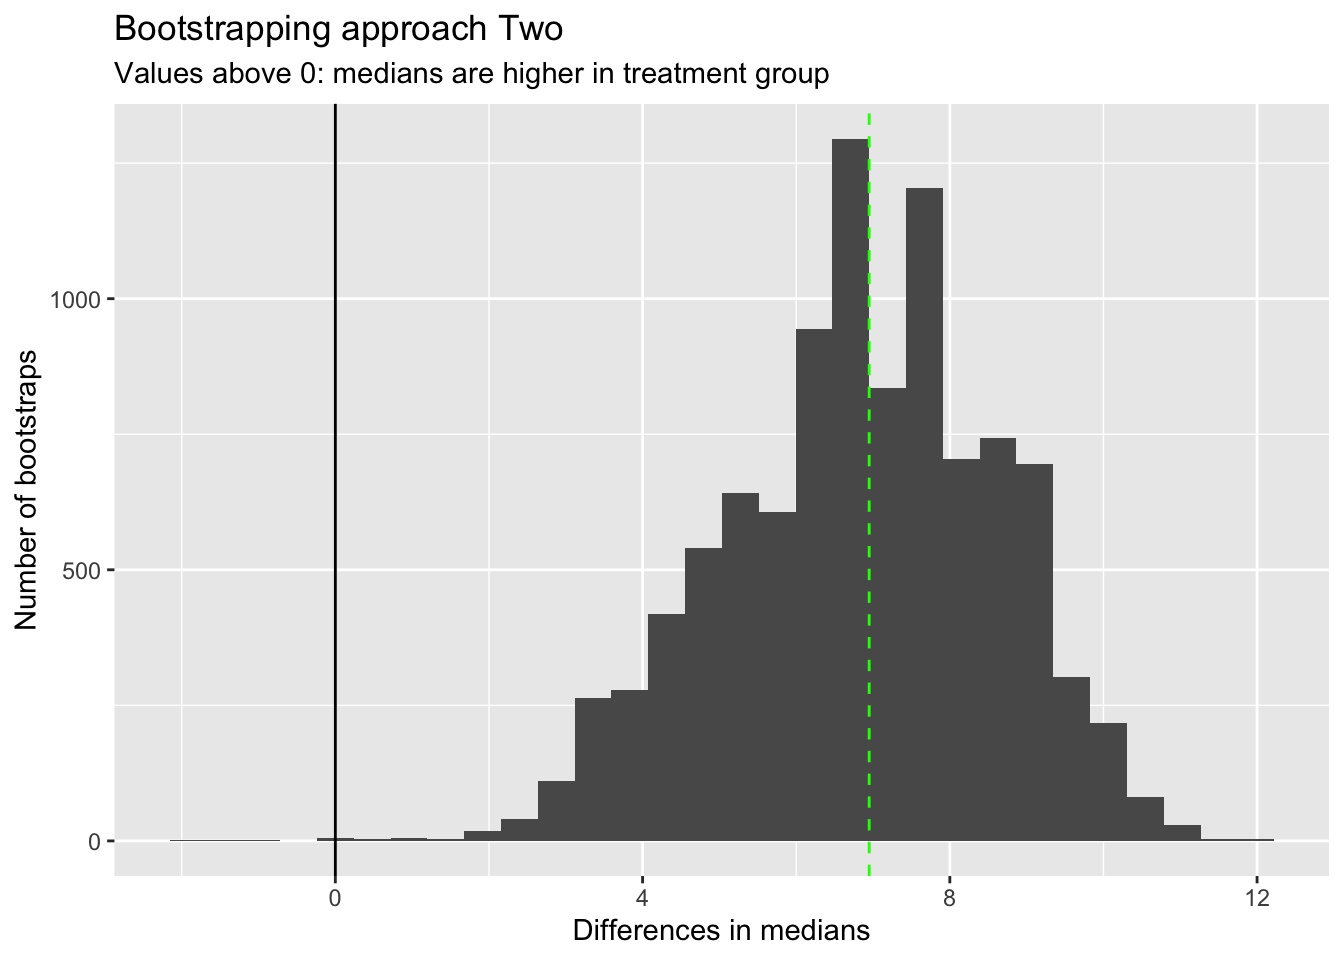 Bootstrapping approach Two
Values above 0: medians are higher in treatment group
Number of bootstraps
1000
500
0
0 4 8 12
Differences in medians